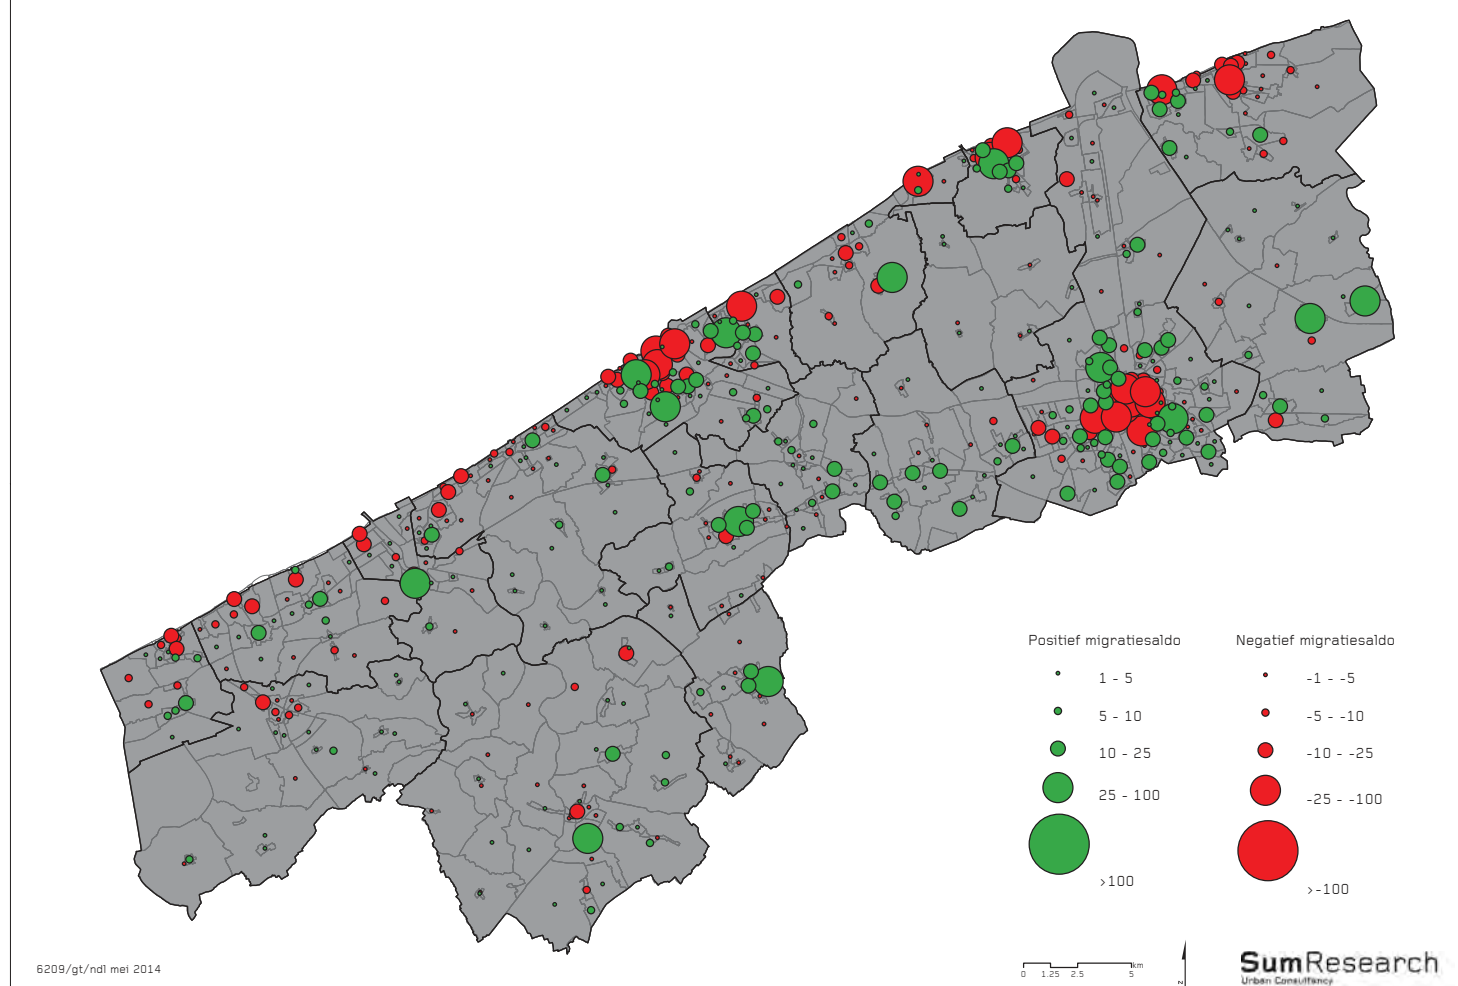 Positief migratiesaldo
1 - 5
5 - 10
10 - 25
25 - 100
>100
Negatief migratiesaldo
-1 - -5
-5 - -10
-10 - -25
-25 - -100
>-100
6209/gt/nd1 mei 2014
0 1.25 2.5 5 km
z
SumResearch
Urban Consultancy